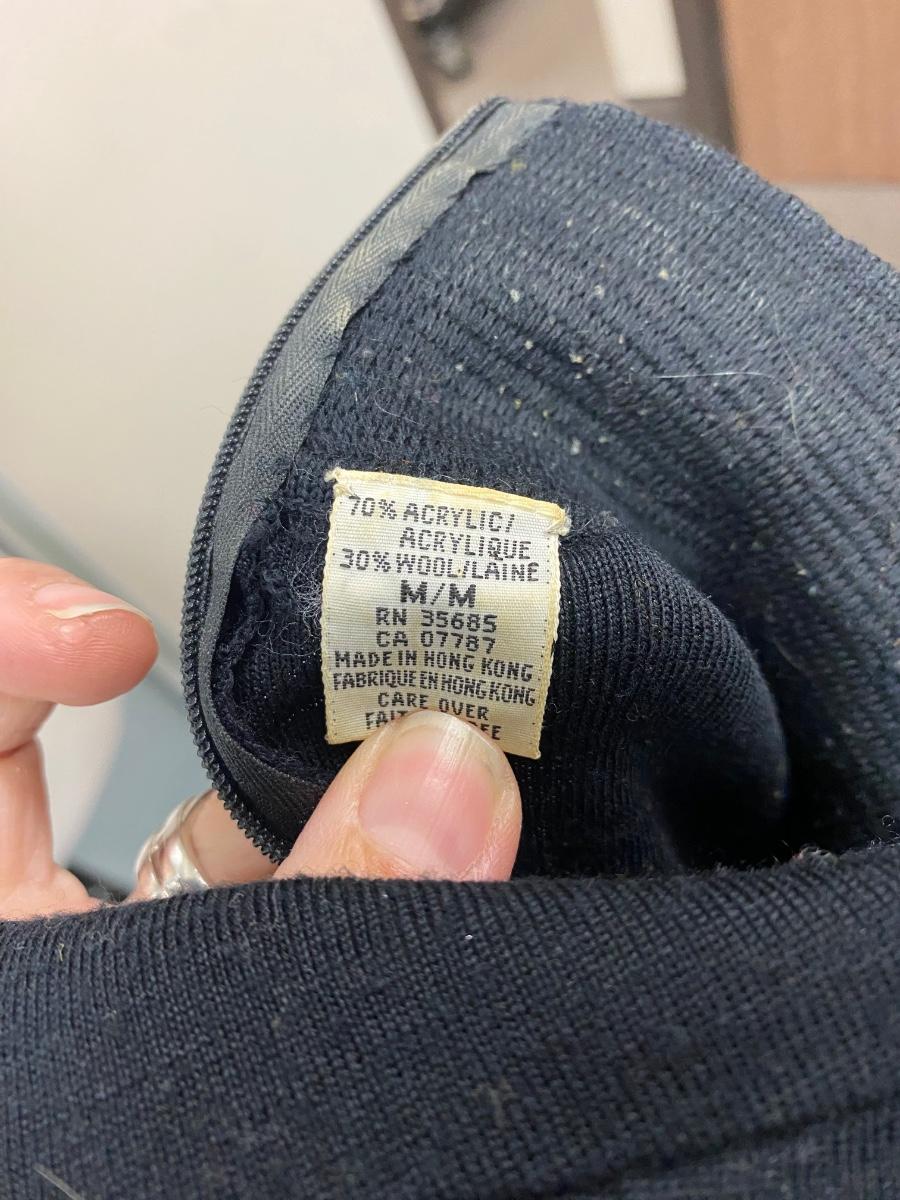 70% ACRYLIC/
ACRYLIQUE
30% WOOL/LAINE
M/M
RN 35685
CA 07787
MADE IN HONG KONG
FABRIQUE EN HONG KONG
CARE OVER